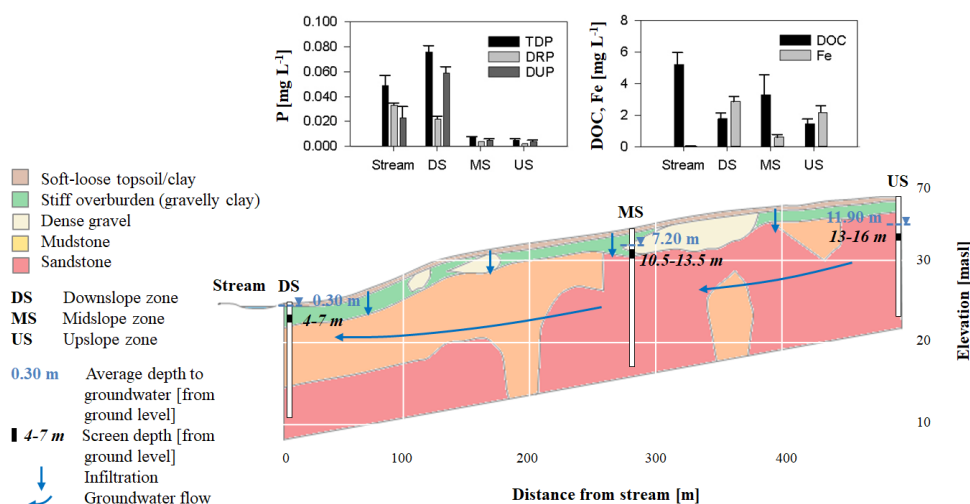 P [mg L-1]
0.100
0.080
0.060
0.040
0.020
0.000
TDP
DRP
DUP
Stream DS MS US
DOC, Fe [mg L-1]
8
6
4
2
0
DOC
Fe
Stream DS MS US
Soft-loose topsoil/clay
Stiff overburden (gravelly clay)
Dense gravel
Mudstone
Sandstone
DS Downslope zone
MS Midslope zone
US Upslope zone
0.30 m Average depth to
groundwater [from
ground level]
4-7 m Screen depth [from
ground level]
Infiltration
Groundwater flow
Stream
DS
0.30 m
4-7 m
MS
7.20 m
10.5-13.5 m
US
11.90 m
13-16 m
70
30
20
10
Elevation [masl]
0 100 200 300 400
Distance from stream [m]